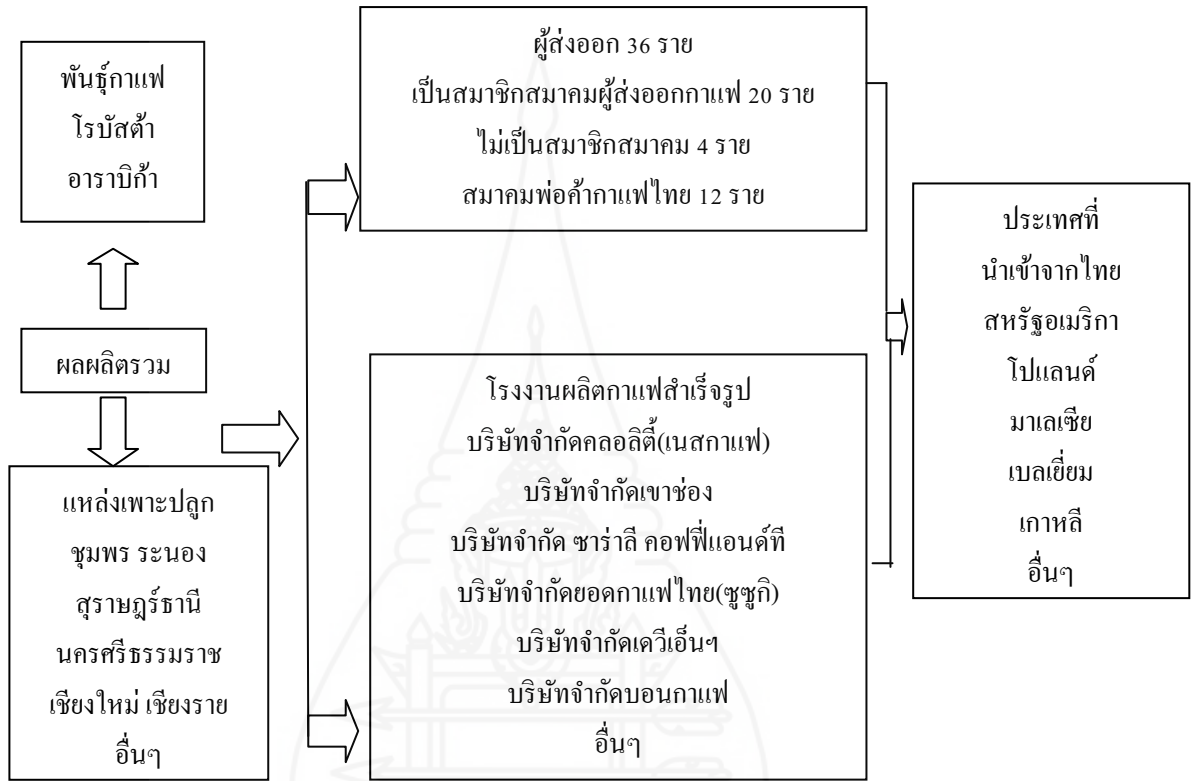 พันธุ์กาแฟ
โรบัสต้า
อาราบิก้า
ผลผลิตรวม
แหล่งเพาะปลูก
ชุมพร ระนอง
สุราษฎร์ธานี
นครศรีธรรมราช
เชียงใหม่ เชียงราย
อื่นๆ
ผู้ส่งออก 36 ราย
เป็นสมาชิกสมาคมผู้ส่งออกกาแฟ 20 ราย
ไม่เป็นสมาชิกสมาคม 4 ราย
สมาคมพ่อค้ากาแฟไทย 12 ราย
โรงงานผลิตกาแฟสำเร็จรูป
บริษัทจำกัดคลอลิตี้(เนสกาแฟ)
บริษัทจำกัดเขาช่อง
บริษัทจำกัด ซาร่าลี คอฟฟี่แอนด์ที
บริษัทจำกัดยอดกาแฟไทย(ซูซูกิ)
บริษัทจำกัดเดวีเอ็นฯ
บริษัทจำกัดบอนกาแฟ
อื่นๆ
ประเทศที่
นำเข้าจากไทย
สหรัฐอเมริกา
โปแลนด์
มาเลเซีย
เบลเยี่ยม
เกาหลี
อื่นๆ